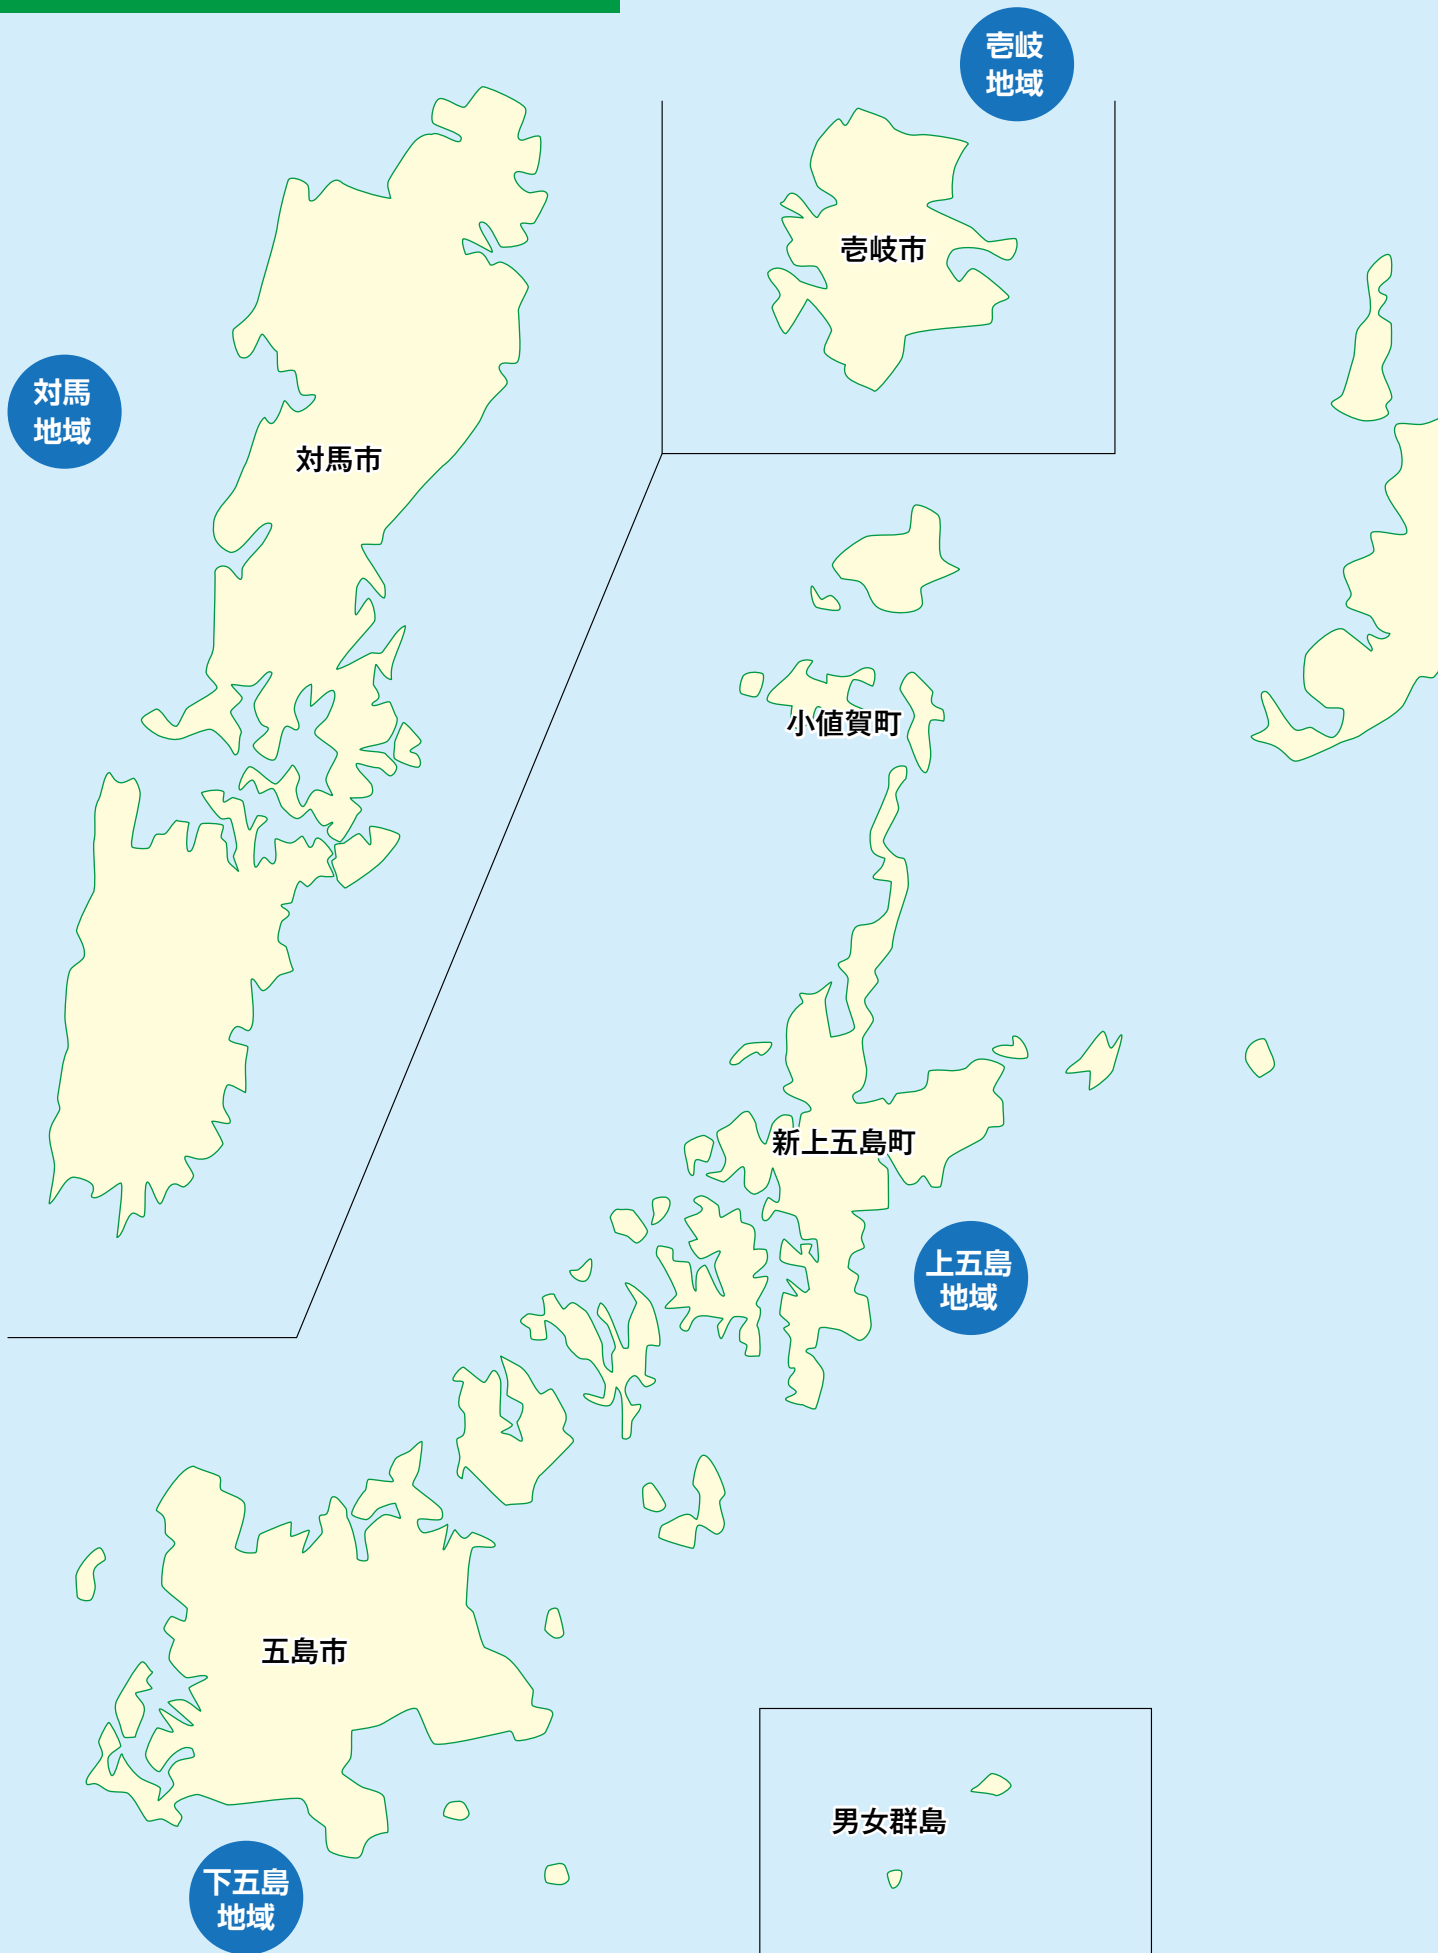 壱岐
地域
壱岐市
対馬
地域
対馬市
小値賀町
新上五島町
上五島
地域
五島市
男女群島
下五島
地域